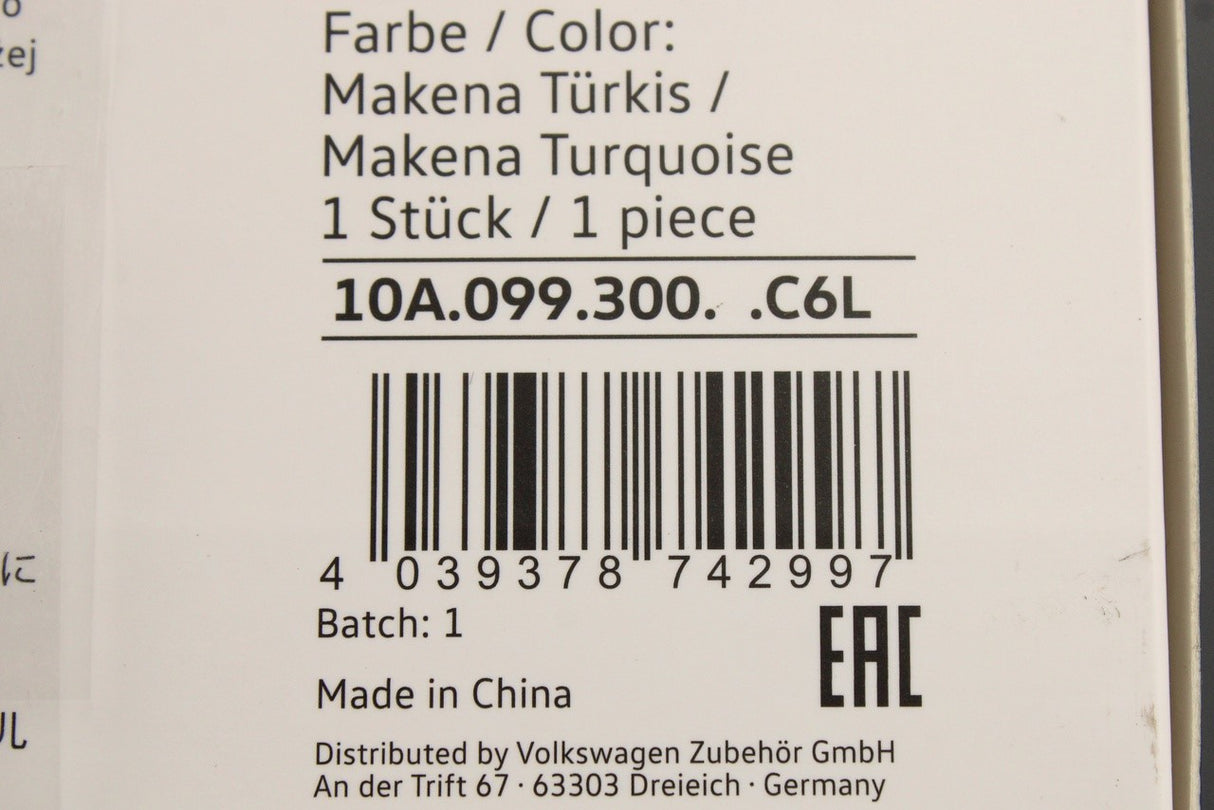 Farbe / Color:
Makena Türkis /
Makena Turquoise
1 Stück / 1 piece
10A.099.300. .C6L
4 039378 742997
Batch: 1
EAC
Made in China
Distributed by Volkswagen Zubehör GmbH
An der Trift 67 · 63303 Dreieich · Germany